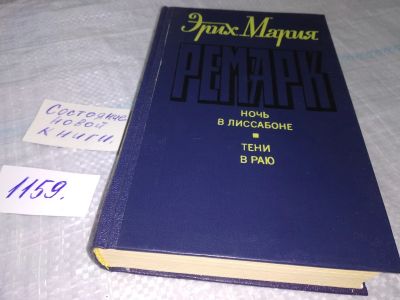 Эрих Мария
РЕМАРК
НОЧЬ
В ЛИССАБОНЕ
ТЕНИ
В РАЮ
Состояние
новой
книги.
1159.